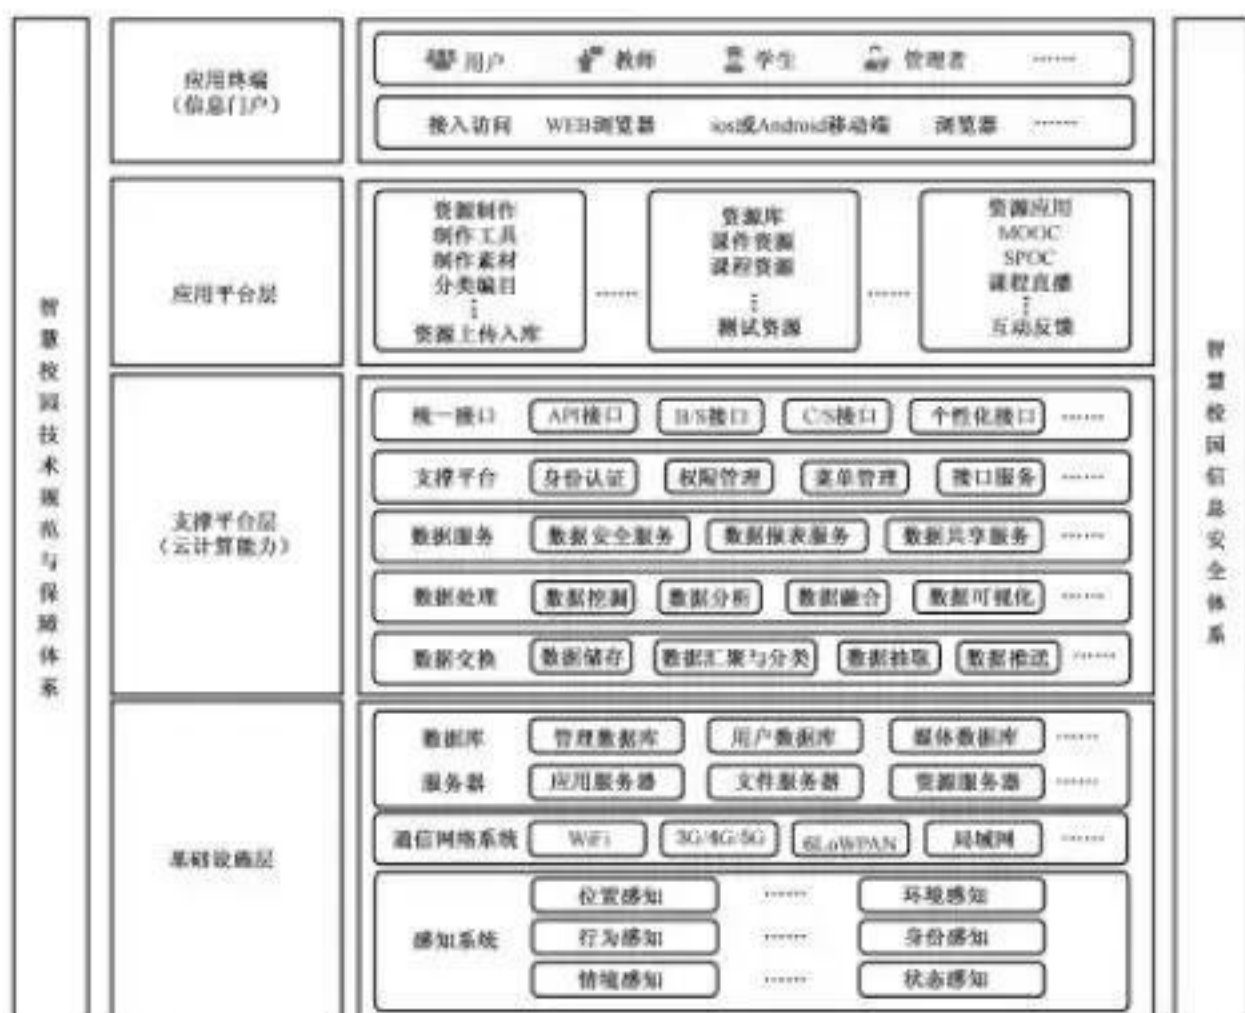 智慧校园技术规范与保障体系
应用终端
（信息门户）
用户 教师 学生 管理者 ······
接入访问 WEB浏览器 ios或Android移动端 浏览器 ······
应用平台层
资源制作
制作工具
制作素材
分类编目
⋮
资源上传入库
······
资源库
课件资源
课程资源
⋮
测试资源
······
资源应用
MOOC
SPOC
课程直播
⋮
互动反馈
支撑平台层
（云计算能力）
统一接口 API接口 B/S接口 C/S接口 个性化接口 ······
支撑平台 身份认证 权限管理 菜单管理 接口服务 ······
数据服务 数据安全服务 数据报表服务 数据共享服务 ······
数据处理 数据挖掘 数据分析 数据融合 数据可视化 ······
数据交换 数据储存 数据汇聚与分类 数据抽取 数据推送 ······
基础设施层
数据库 管理数据库 用户数据库 媒体数据库 ······
服务器 应用服务器 文件服务器 资源服务器 ······
通信网络系统 WiFi 3G/4G/5G 6LoWPAN 局域网 ······
感知系统
位置感知 ······ 环境感知
行为感知 ······ 身份感知
情境感知 ······ 状态感知
智慧校园信息安全体系